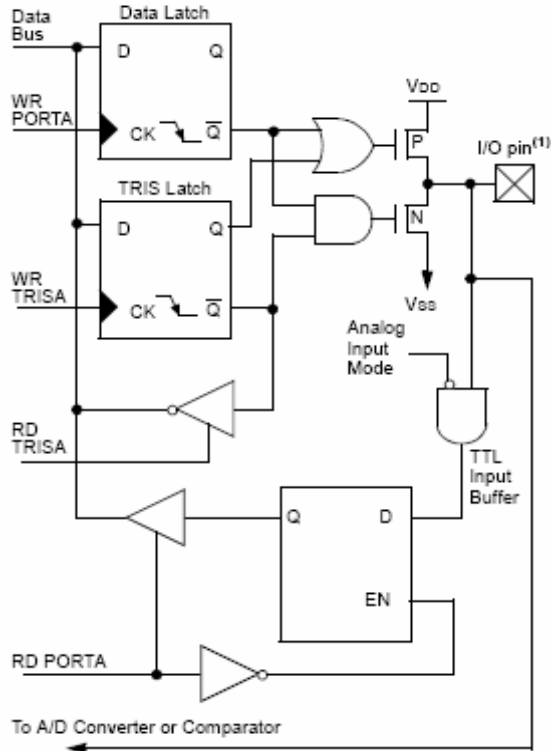 Data
Bus
Data Latch
D
Q
WR
PORTA
CK
Q
VDD
P
I/O pin(1)
TRIS Latch
D
Q
N
WR
TRISA
CK
Q
VSS
Analog
Input
Mode
RD
TRISA
TTL
Input
Buffer
Q
D
EN
RD PORTA
To A/D Converter or Comparator